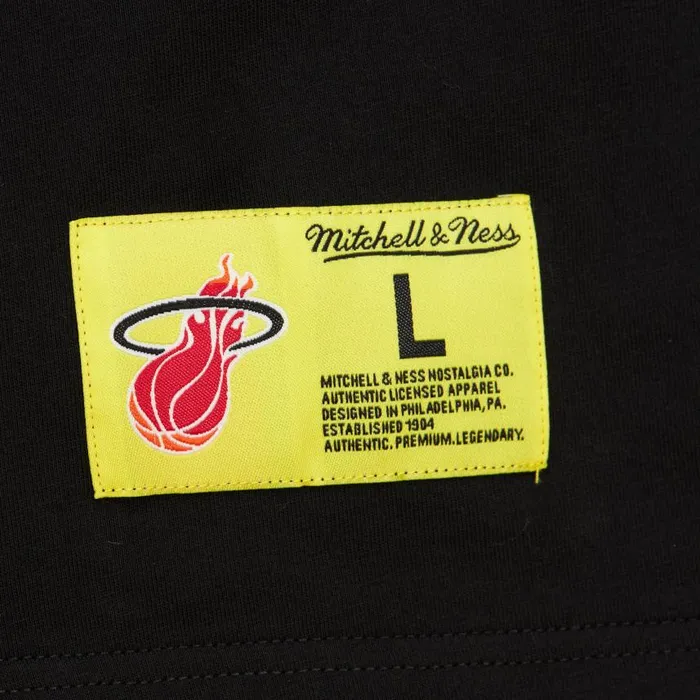 Mitchell & Ness
L
MITCHELL & NESS NOSTALGIA CO.
AUTHENTIC LICENSED APPAREL
DESIGNED IN PHILADELPHIA, PA.
ESTABLISHED 1904
AUTHENTIC. PREMIUM. LEGENDARY.